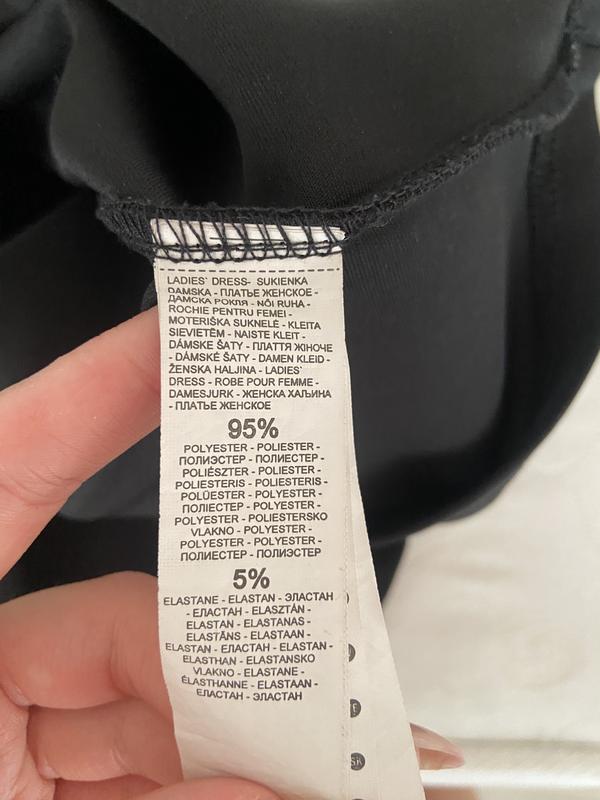 LADIES' DRESS- SUKIENKA
DAMSKA - ПЛАТЬЕ ЖЕНСКОЕ -
ДАМСКА РОКЛЯ - NŐI RUHA -
ROCHIE PENTRU FEMEI -
MOTERIŠKA SUKNELĖ - KLEITA
SIEVIETĒM - NAISTE KLEIT -
DÁMSKE ŠATY - ПЛАТТЯ ЖІНОЧЕ
- DÁMSKÉ ŠATY - DAMEN KLEID -
ŽENSKA HALJINA - LADIES'
DRESS - ROBE POUR FEMME -
DAMESJURK - ЖЕНСКА ХАЉИНА
- ПЛАТЬЕ ЖЕНСКОЕ
95%
POLYESTER - POLIESTER -
ПОЛИЭСТЕР - ПОЛИЕСТЕР -
POLIÉSZTER - POLIESTER -
POLIESTERIS - POLIESTERIS -
POLÜESTER - POLYESTER -
ПОЛІЕСТЕР - POLYESTER -
POLYESTER - POLIESTERSKO
VLAKNO - POLYESTER -
POLYESTER - POLYESTER -
ПОЛИЕСТЕР - ПОЛИЭСТЕР
5%
ELASTANE - ELASTAN - ЭЛАСТАН
- ЕЛАСТАН - ELASZTÁN -
ELASTAN - ELASTANAS -
ELASTĀNS - ELASTAAN -
ELASTAN - ЕЛАСТАН - ELASTAN -
ELASTHAN - ELASTANSKO
VLAKNO - ELASTANE -
ÉLASTHANNE - ELASTAAN -
ЕЛАСТАН - ЭЛАСТАН
SK